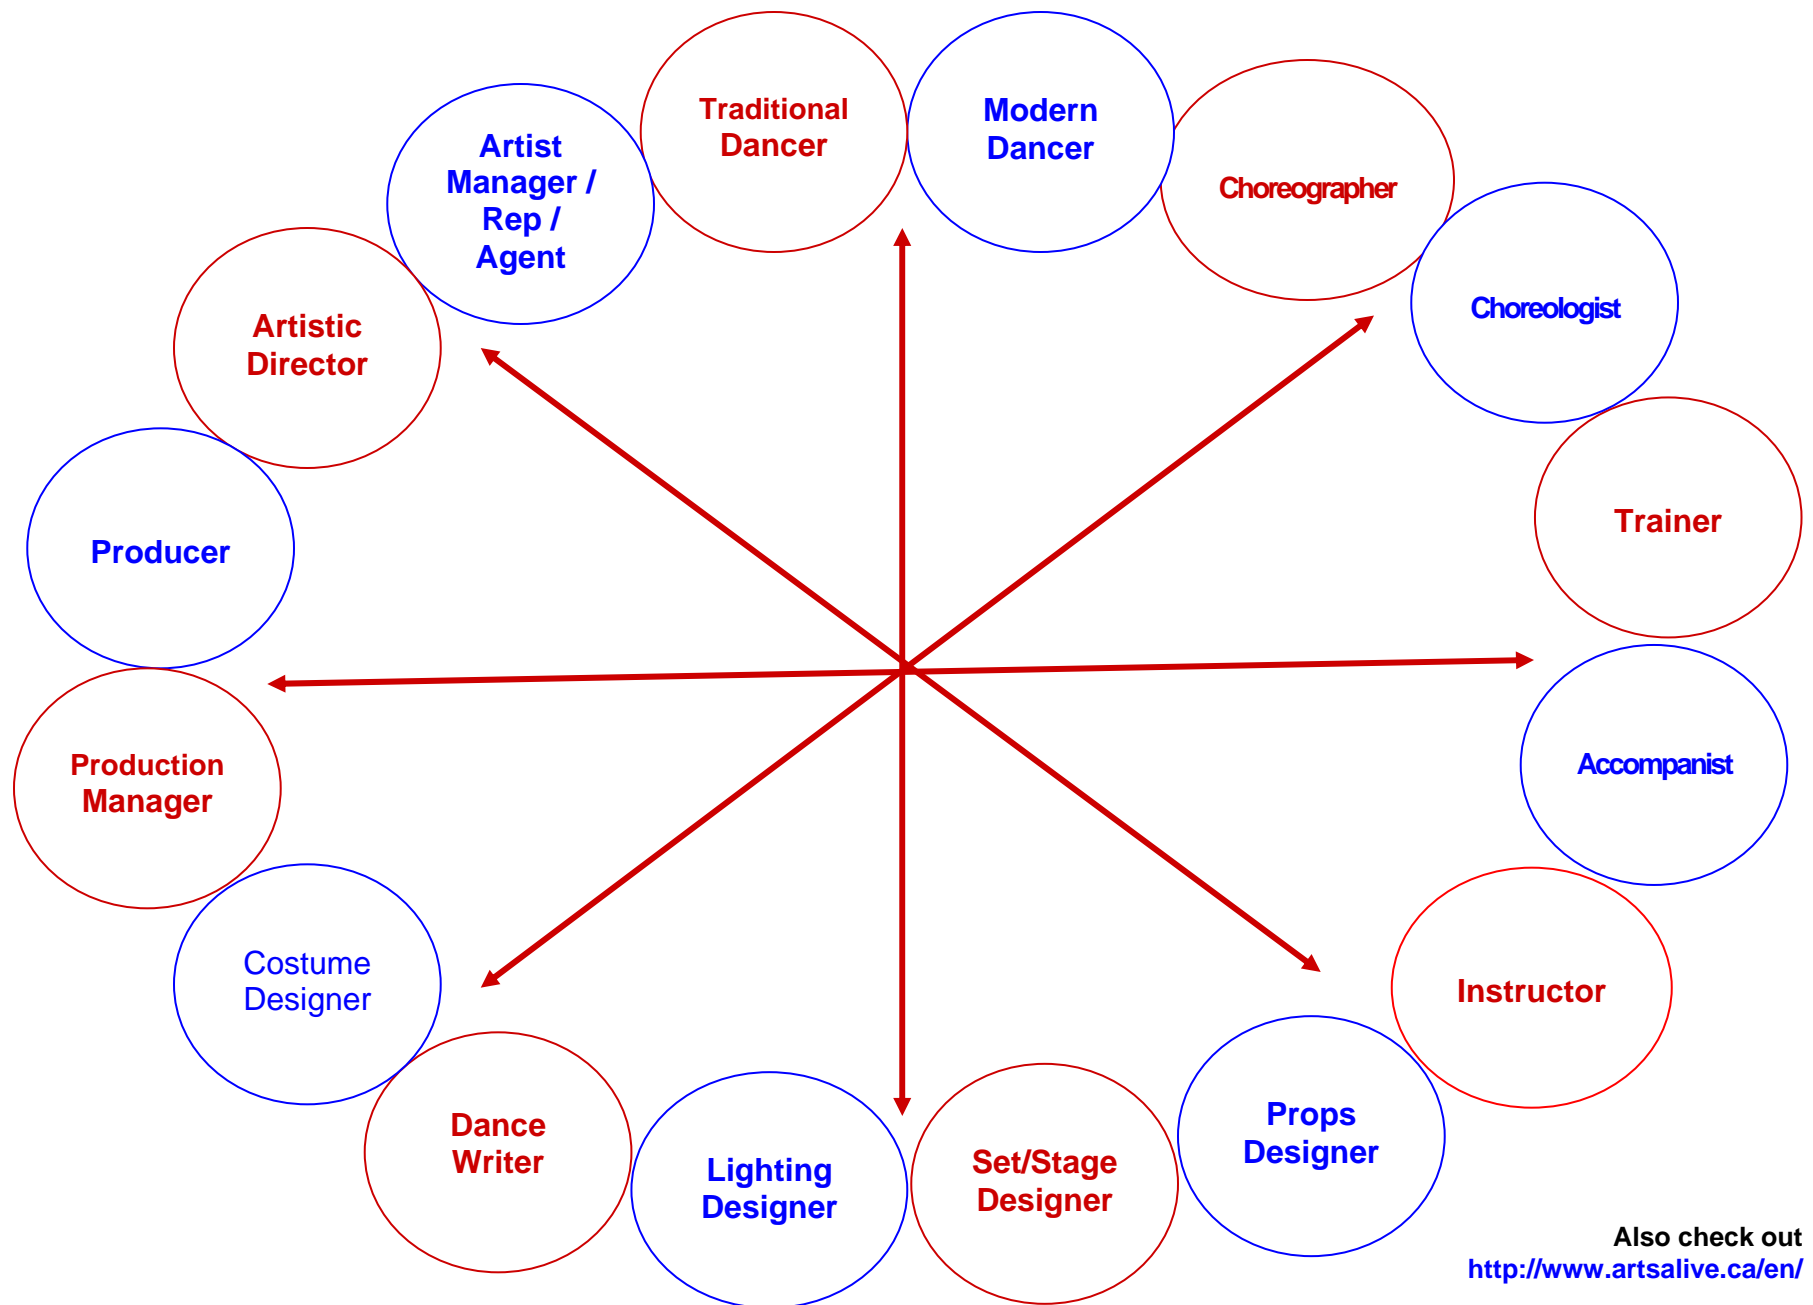 Traditional
Dancer
Modern
Dancer
Choreographer
Choreologist
Trainer
Accompanist
Instructor
Props
Designer
Set/Stage
Designer
Lighting
Designer
Dance
Writer
Costume
Designer
Production
Manager
Producer
Artistic
Director
Artist
Manager /
Rep /
Agent
Also check out
http://www.artsalive.ca/en/